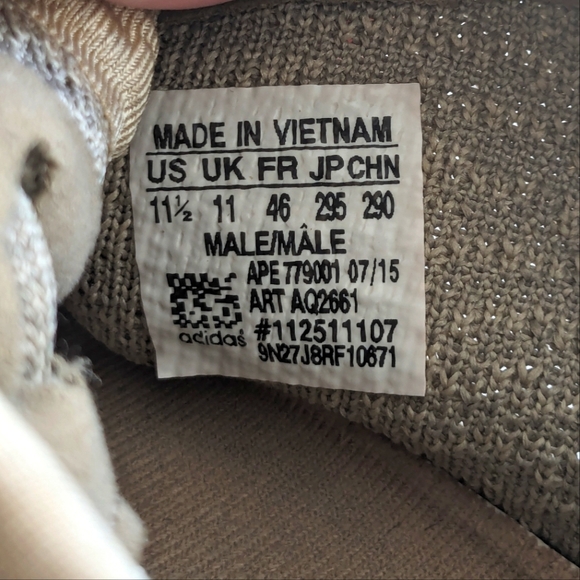 MADE IN VIETNAM
US UK FR JP CHN
11½ 11 46 295 290
MALE/MÂLE
APE 779001 07/15
ART AQ2661
#112511107
adidas
9N27J8RF10671